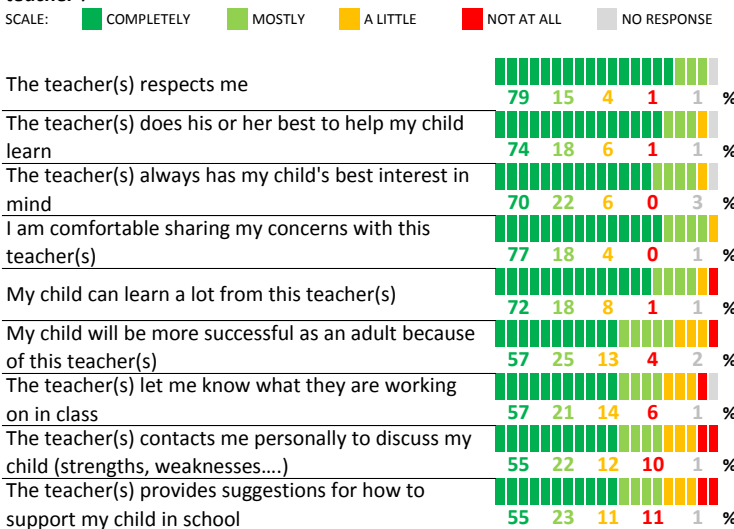 teacher?
SCALE: COMPLETELY MOSTLY A LITTLE NOT AT ALL NO RESPONSE
The teacher(s) respects me
79 15 4 1 1 %
The teacher(s) does his or her best to help my child
learn
74 18 6 1 1 %
The teacher(s) always has my child's best interest in
mind
70 22 6 0 3 %
I am comfortable sharing my concerns with this
teacher(s)
77 18 4 0 1 %
My child can learn a lot from this teacher(s)
72 18 8 1 1 %
My child will be more successful as an adult because
of this teacher(s)
57 25 13 4 2 %
The teacher(s) let me know what they are working
on in class
57 21 14 6 1 %
The teacher(s) contacts me personally to discuss my
child (strengths, weaknesses....)
55 22 12 10 1 %
The teacher(s) provides suggestions for how to
support my child in school
55 23 11 11 1 %